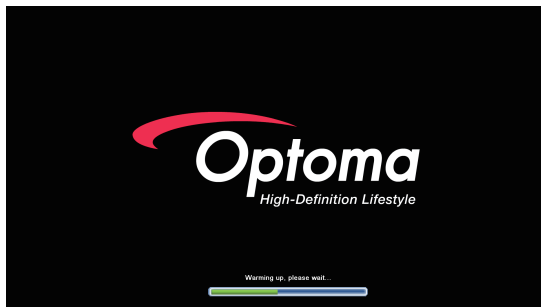 Optoma
High-Definition Lifestyle
Warming up, please wait...